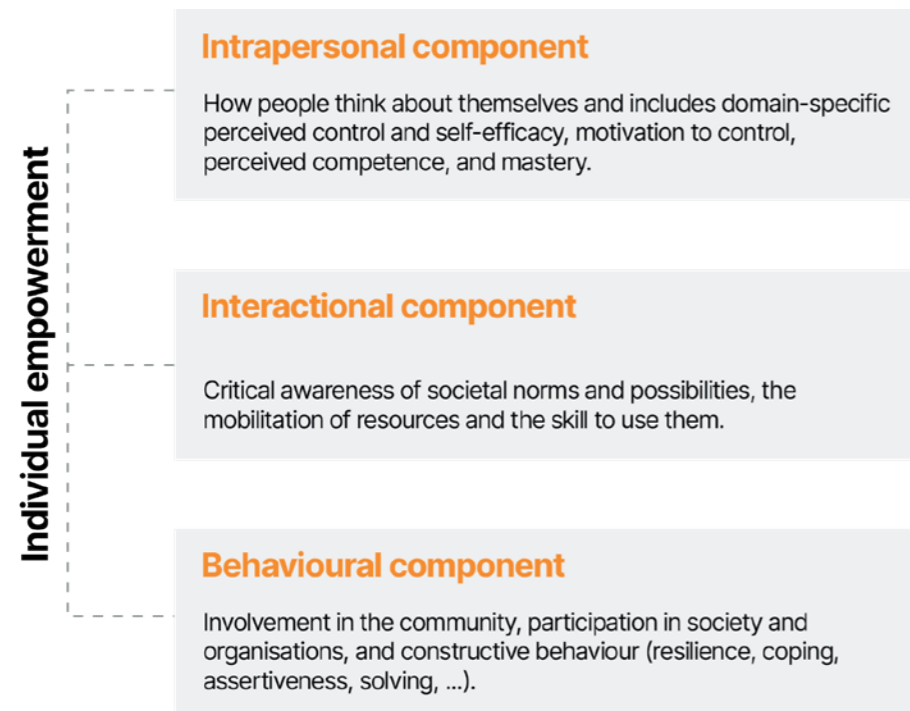 Individual empowerment
Intrapersonal component
How people think about themselves and includes domain-specific
perceived control and self-efficacy, motivation to control,
perceived competence, and mastery.
Interactional component
Critical awareness of societal norms and possibilities, the
mobilitation of resources and the skill to use them.
Behavioural component
Involvement in the community, participation in society and
organisations, and constructive behaviour (resilience, coping,
assertiveness, solving, ...).